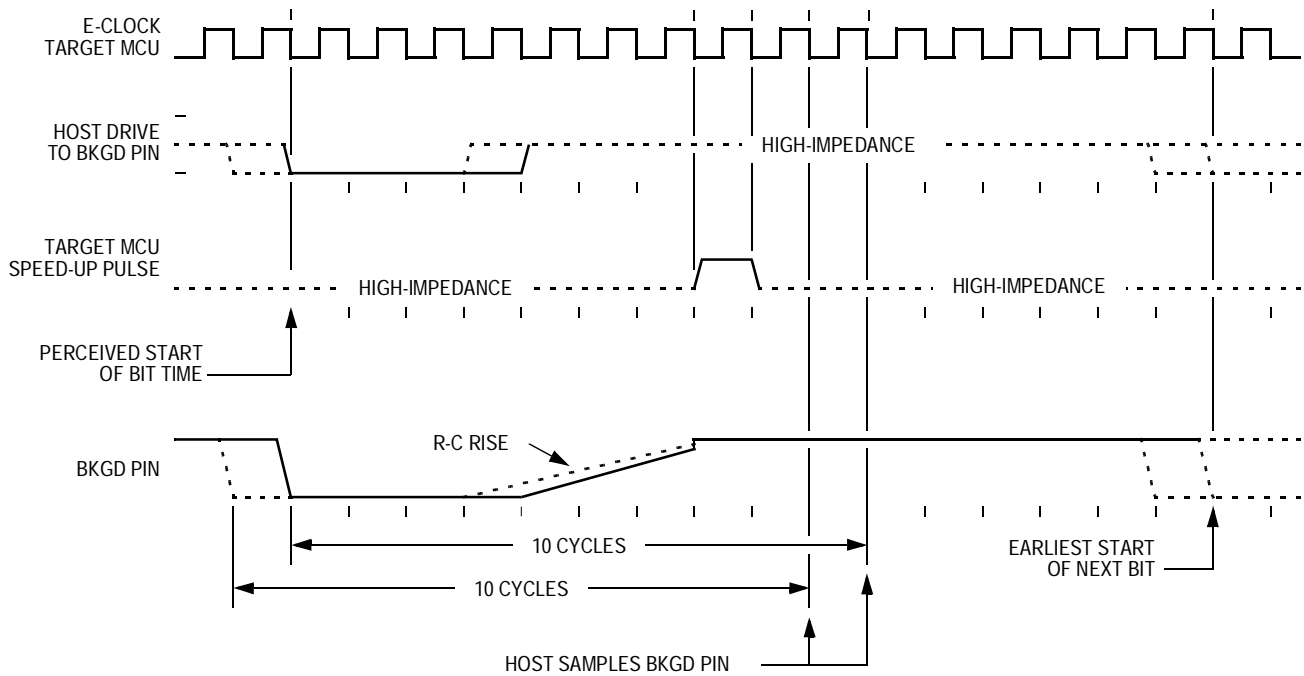 E-CLOCK
TARGET MCU
HOST DRIVE
TO BKGD PIN
HIGH-IMPEDANCE
TARGET MCU
SPEED-UP PULSE
HIGH-IMPEDANCE
HIGH-IMPEDANCE
PERCEIVED START
OF BIT TIME
R-C RISE
BKGD PIN
10 CYCLES
EARLIEST START
OF NEXT BIT
10 CYCLES
HOST SAMPLES BKGD PIN